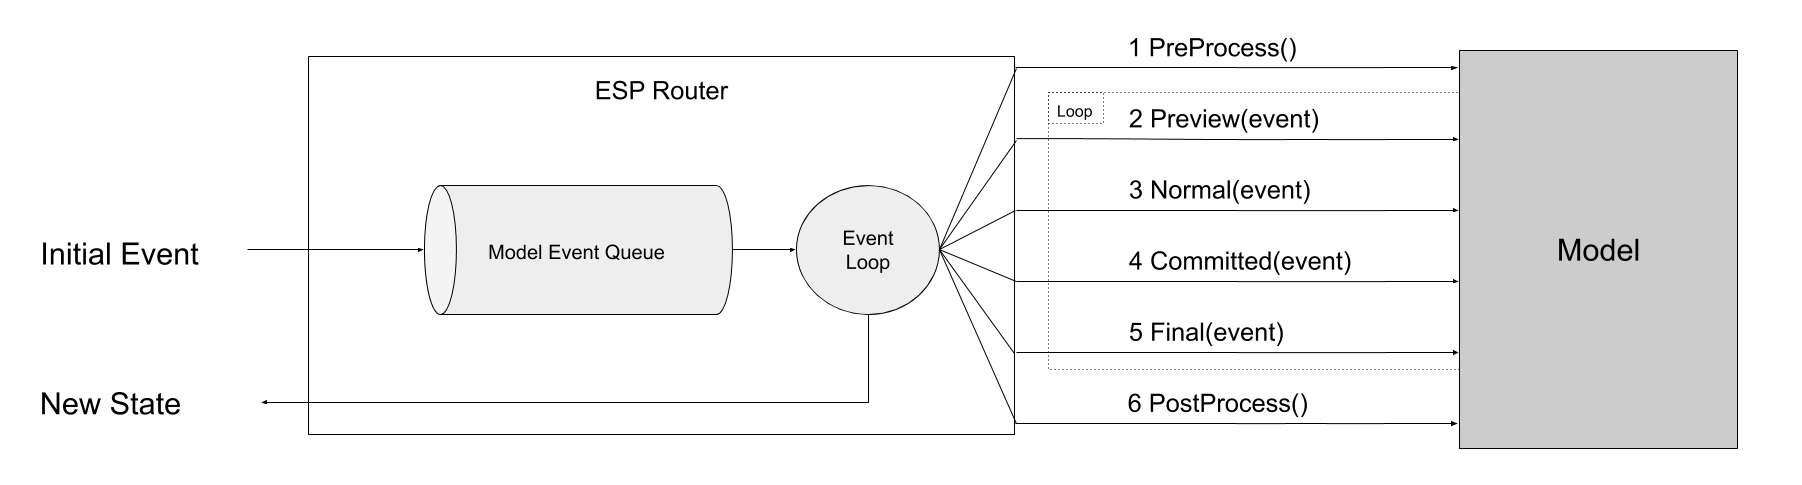 ESP Router
Initial Event
Model Event Queue
Event
Loop
New State
1 PreProcess()
Loop
2 Preview(event)
3 Normal(event)
4 Committed(event)
5 Final(event)
6 PostProcess()
Model